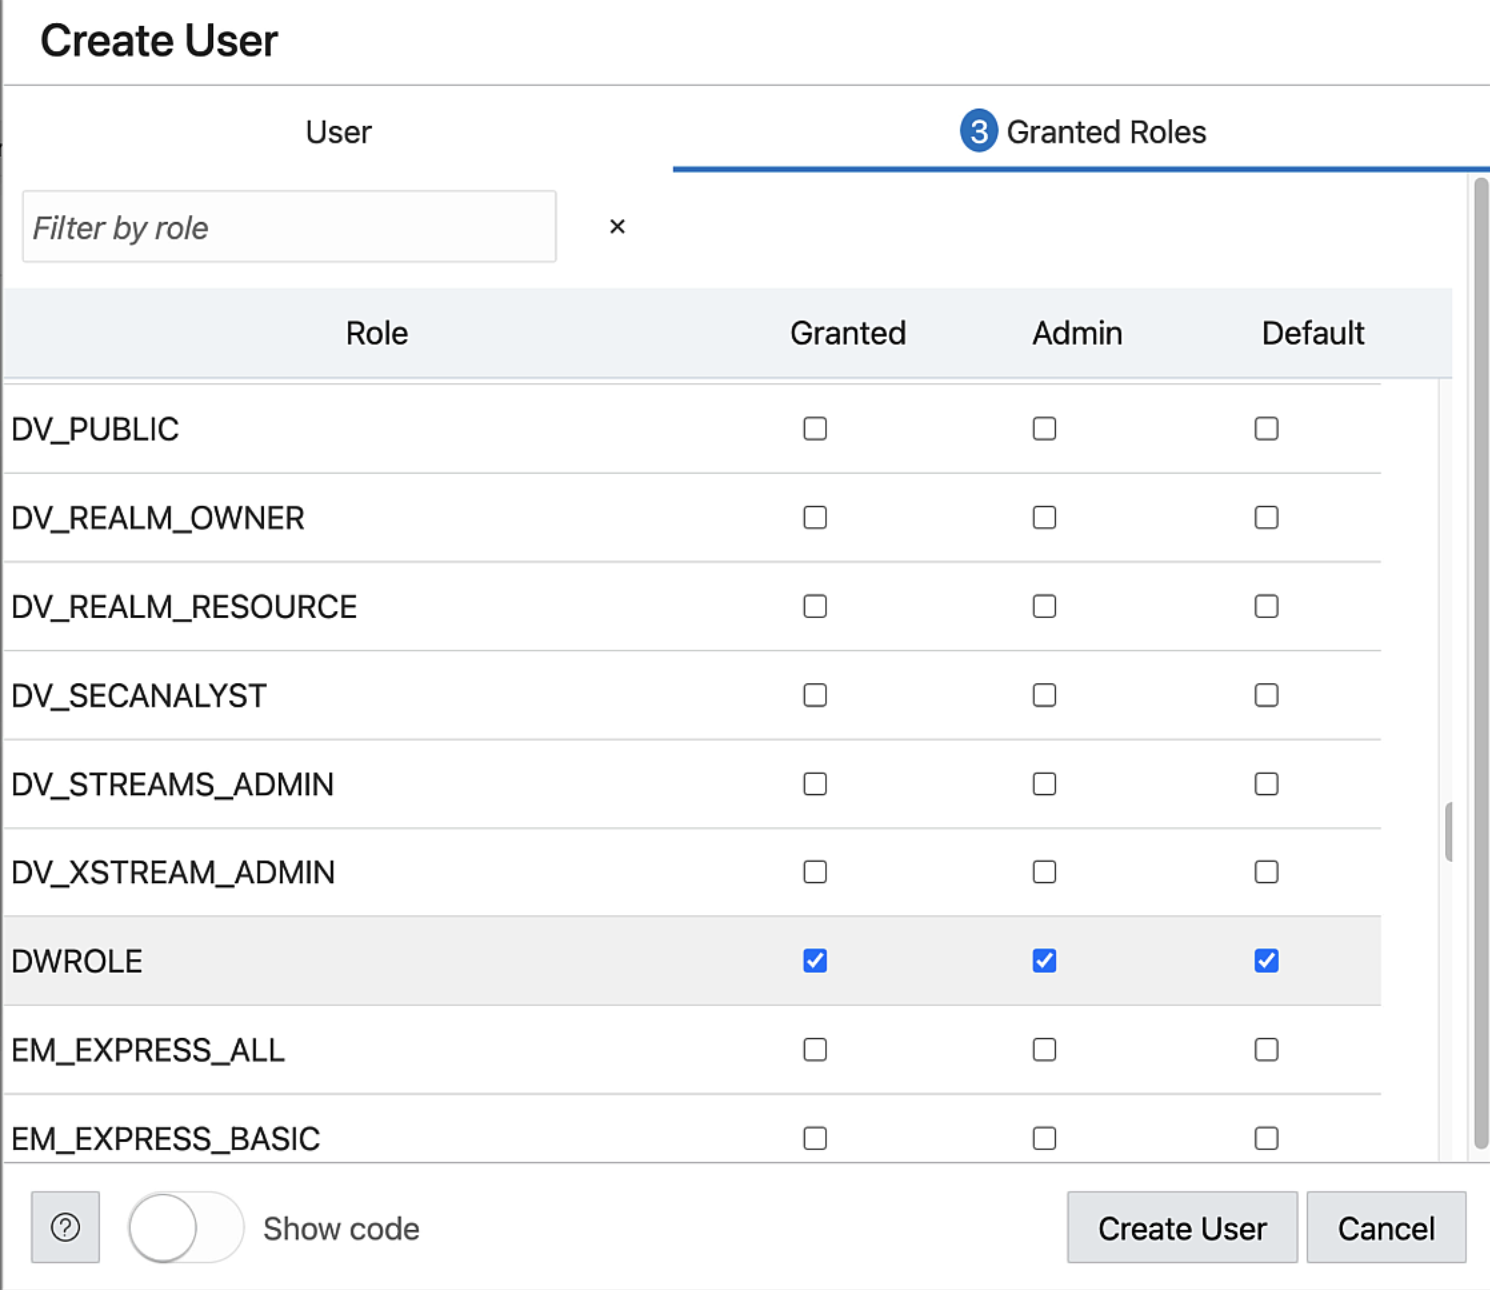 Create User
User
3 Granted Roles
Filter by role ×
Role Granted Admin Default
DV_PUBLIC
DV_REALM_OWNER
DV_REALM_RESOURCE
DV_SECANALYST
DV_STREAMS_ADMIN
DV_XSTREAM_ADMIN
DWROLE
EM_EXPRESS_ALL
EM_EXPRESS_BASIC
? Show code Create User Cancel